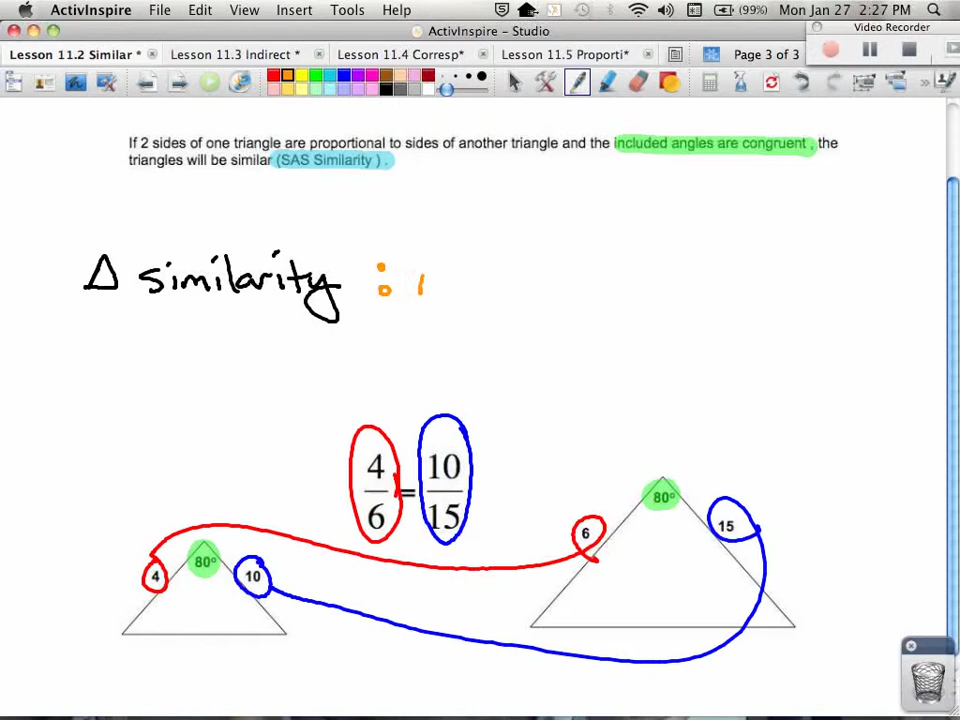 ActivInspire File Edit View Insert Tools Help (99%) Mon Jan 27 2:27 PM
ActivInspire - Studio
Video Recorder
Lesson 11.2 Similar * Lesson 11.3 Indirect * Lesson 11.4 Corresp* Lesson 11.5 Proporti* Page 3 of 3
If 2 sides of one triangle are proportional to sides of another triangle and the included angles are congruent , the
triangles will be similar (SAS Similarity ) .
Δ similarity :
4/6 = 10/15
80° 6 15
80° 4 10